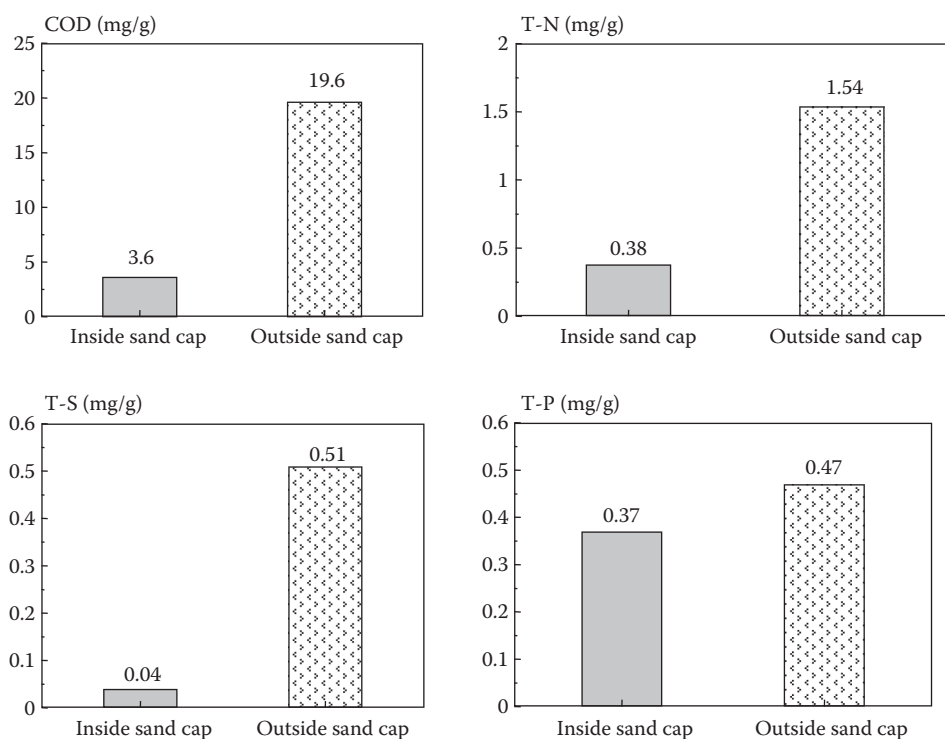 COD (mg/g)
25
20
15
10
5
0
3.6
19.6
Inside sand cap
Outside sand cap
T-N (mg/g)
2
1.5
1
0.5
0
0.38
1.54
Inside sand cap
Outside sand cap
T-S (mg/g)
0.6
0.5
0.4
0.3
0.2
0.1
0
0.04
0.51
Inside sand cap
Outside sand cap
T-P (mg/g)
0.6
0.5
0.4
0.3
0.2
0.1
0
0.37
0.47
Inside sand cap
Outside sand cap